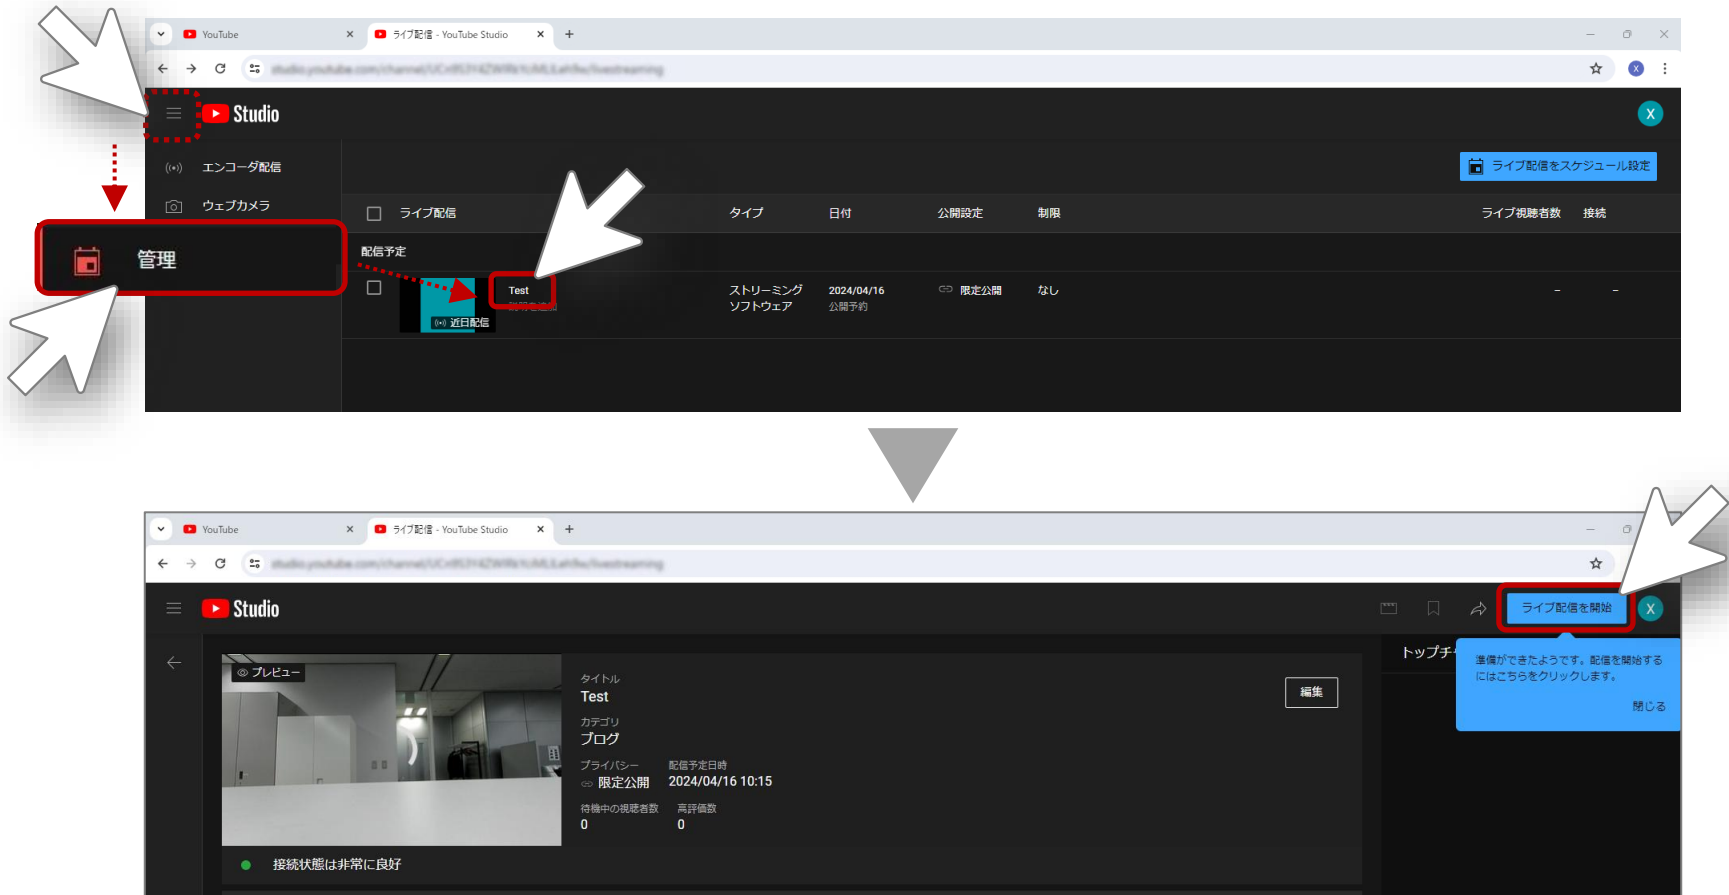 YouTube
ライブ配信 - YouTube Studio
Studio
X
X
エンコーダ配信
ライブ配信をスケジュール設定
ウェブカメラ
ライブ配信 タイプ 日付 公開設定 制限 ライブ視聴者数 接続
管理
配信予定
Test ストリーミング 2024/04/16 限定公開 なし – –
ソフトウェア 公開予約
近日配信
YouTube
ライブ配信 - YouTube Studio
Studio
ライブ配信を開始
X
プレビュー
トップチ
準備ができたようです。配信を開始する
にはこちらをクリックします。
閉じる
タイトル
Test
編集
カテゴリ
ブログ
プライバシー 配信予定日時
限定公開 2024/04/16 10:15
待機中の視聴者数 高評価数
0 0
接続状態は非常に良好